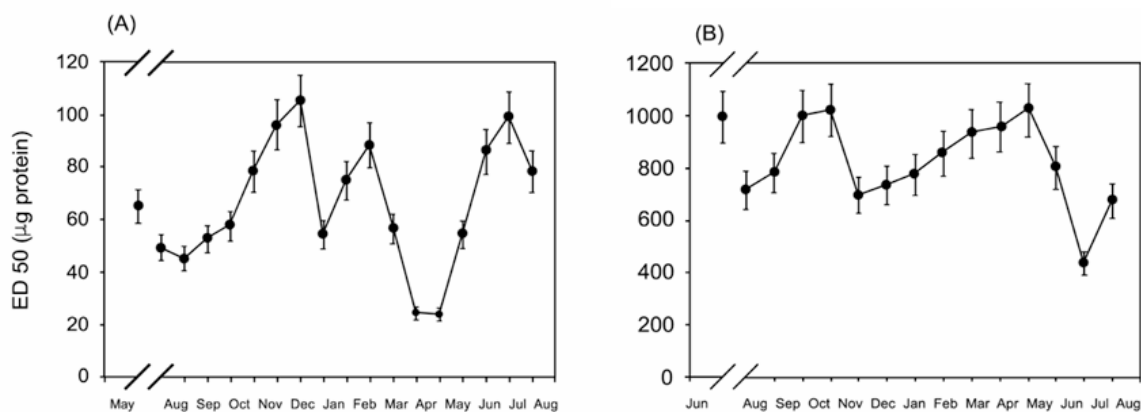 (A)
120
100
80
60
40
20
0
ED 50 (μg protein)
May Aug Sep Oct Nov Dec Jan Feb Mar Apr May Jun Jul Aug
(B)
1200
1000
800
600
400
200
0
Jun Aug Sep Oct Nov Dec Jan Feb Mar Apr May Jun Jul Aug